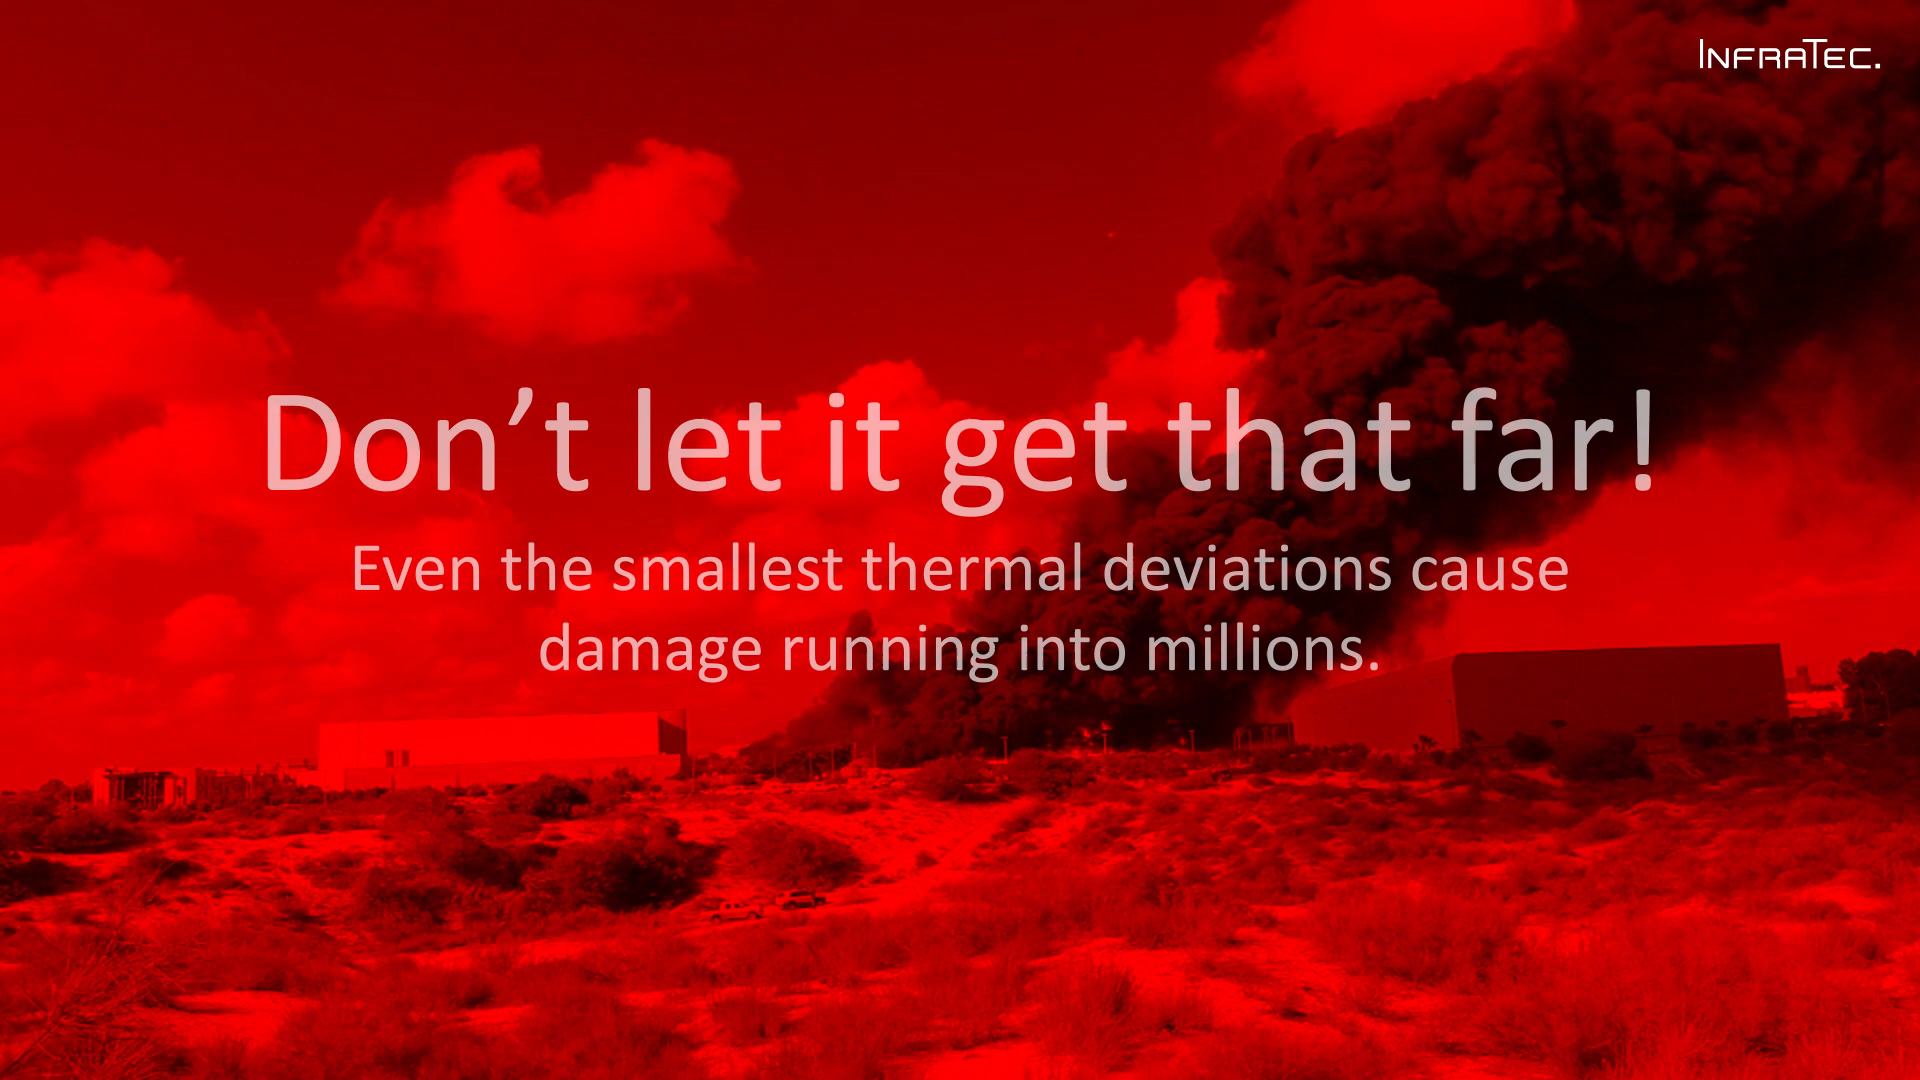 INFRATEC.
Don’t let it get that far!
Even the smallest thermal deviations cause
damage running into millions.